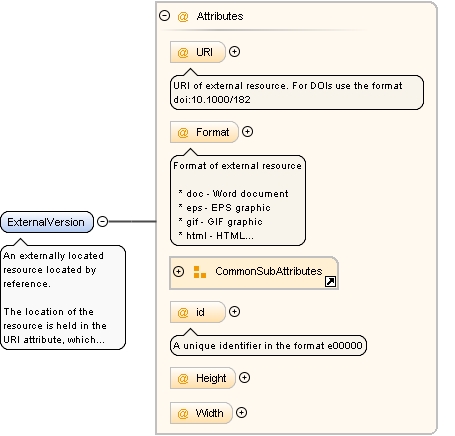 Attributes
@ URI
URI of external resource. For DOIs use the format
doi:10.1000/182
@ Format
Format of external resource
* doc - Word document
* eps - EPS graphic
* gif - GIF graphic
* html - HTML...
ExternalVersion
An externally located
resource located by
reference.
The location of the
resource is held in the
URI attribute, which...
CommonSubAttributes
@ id
A unique identifier in the format e00000
@ Height
@ Width